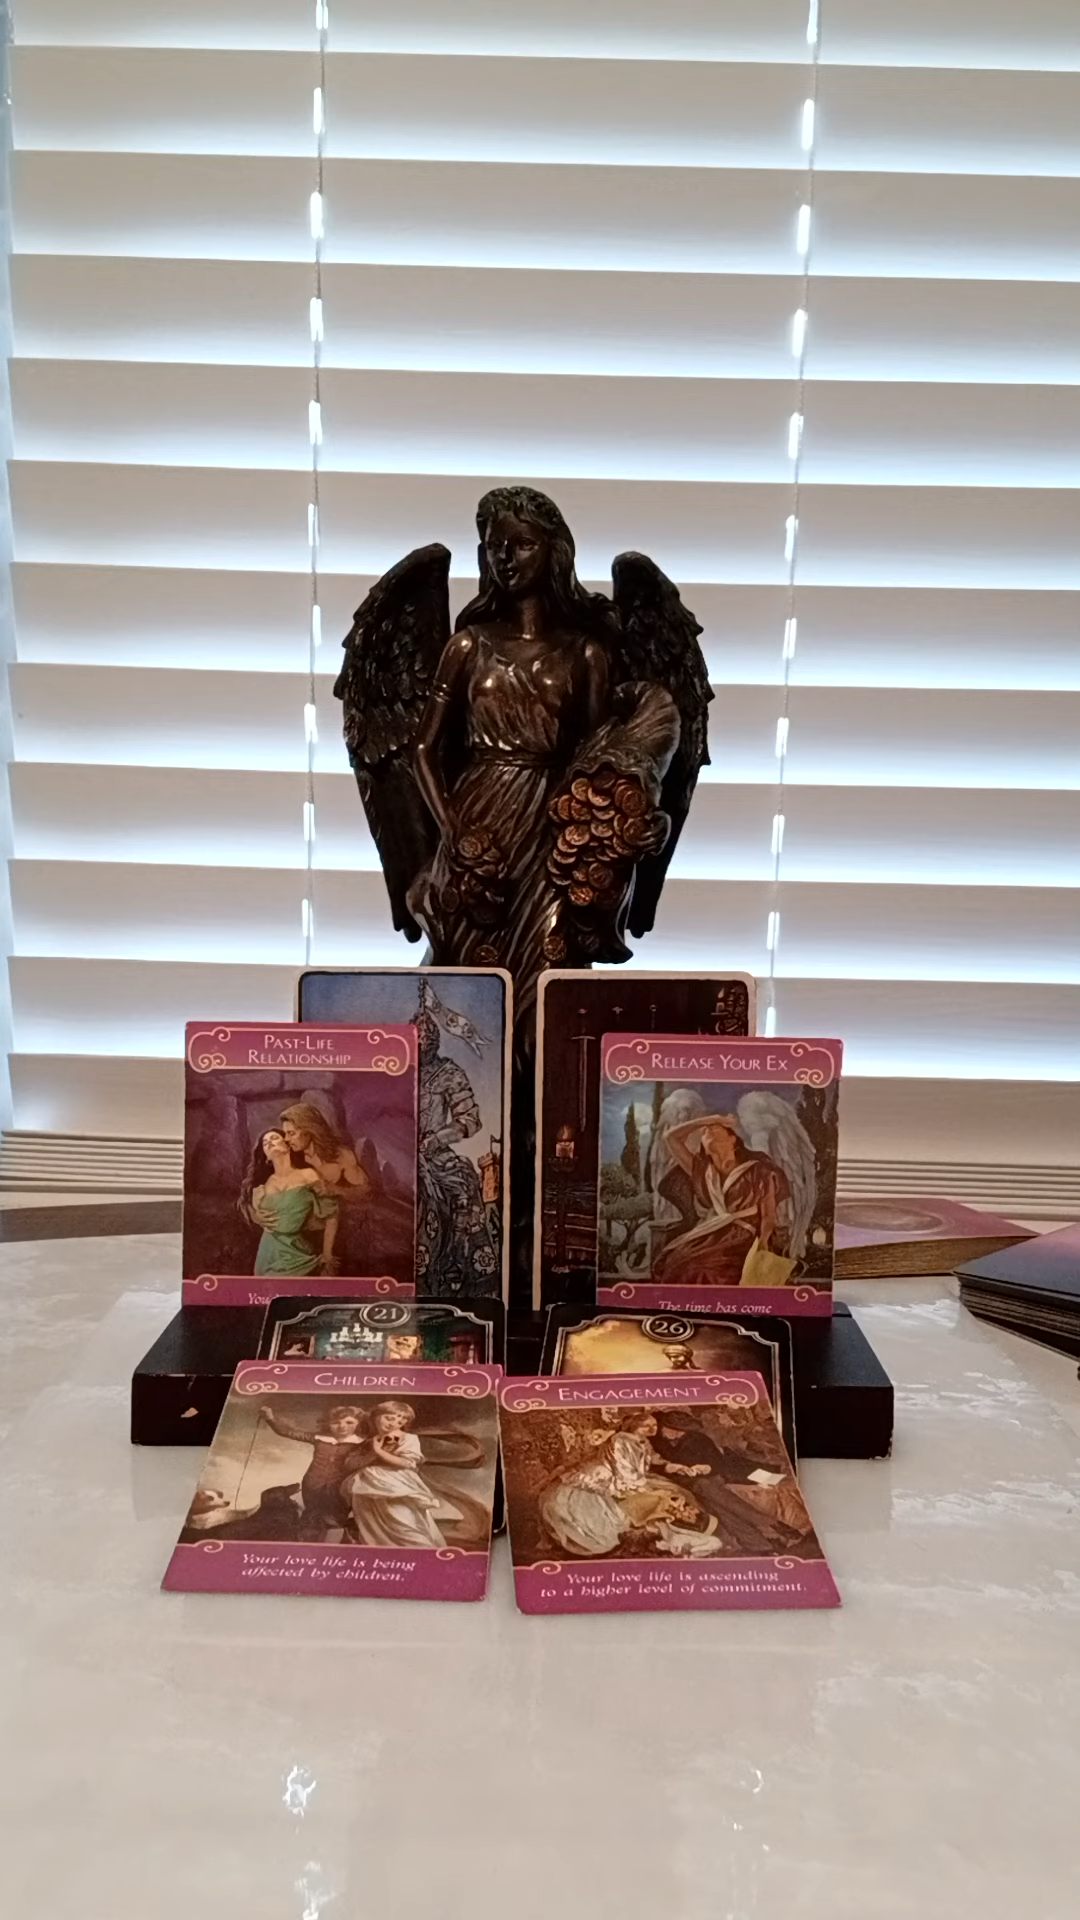 PAST-LIFE
RELATIONSHIP
You
RELEASE YOUR EX
The time has come
21
26
CHILDREN
Your love life is being
affected by children.
ENGAGEMENT
Your love life is ascending
to a higher level of commitment.